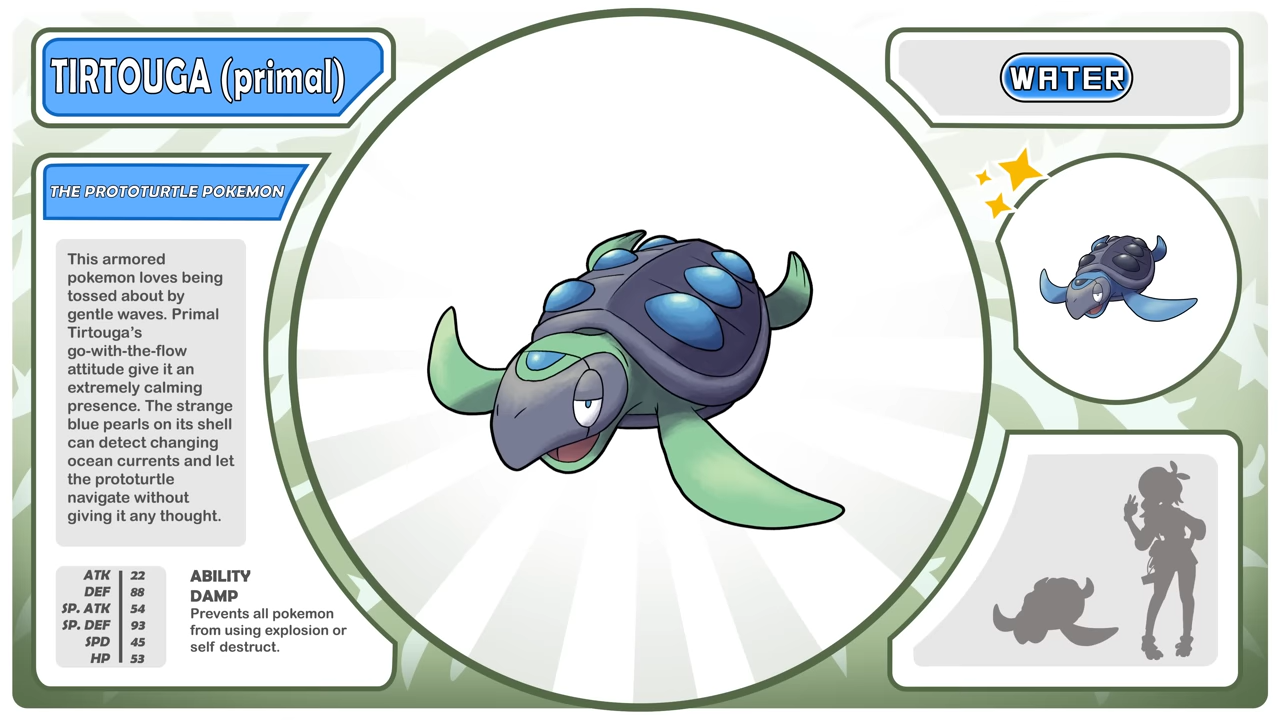 TIRTOUGA (primal)
WATER
THE PROTOTURTLE POKEMON
This armored
pokemon loves being
tossed about by
gentle waves. Primal
Tirtouga's
go-with-the-flow
attitude give it an
extremely calming
presence. The strange
blue pearls on its shell
can detect changing
ocean currents and let
the prototurtle
navigate without
giving it any thought.
ATK 22
DEF 88
SP. ATK 54
SP. DEF 93
SPD 45
HP 53
ABILITY
DAMP
Prevents all pokemon
from using explosion or
self destruct.